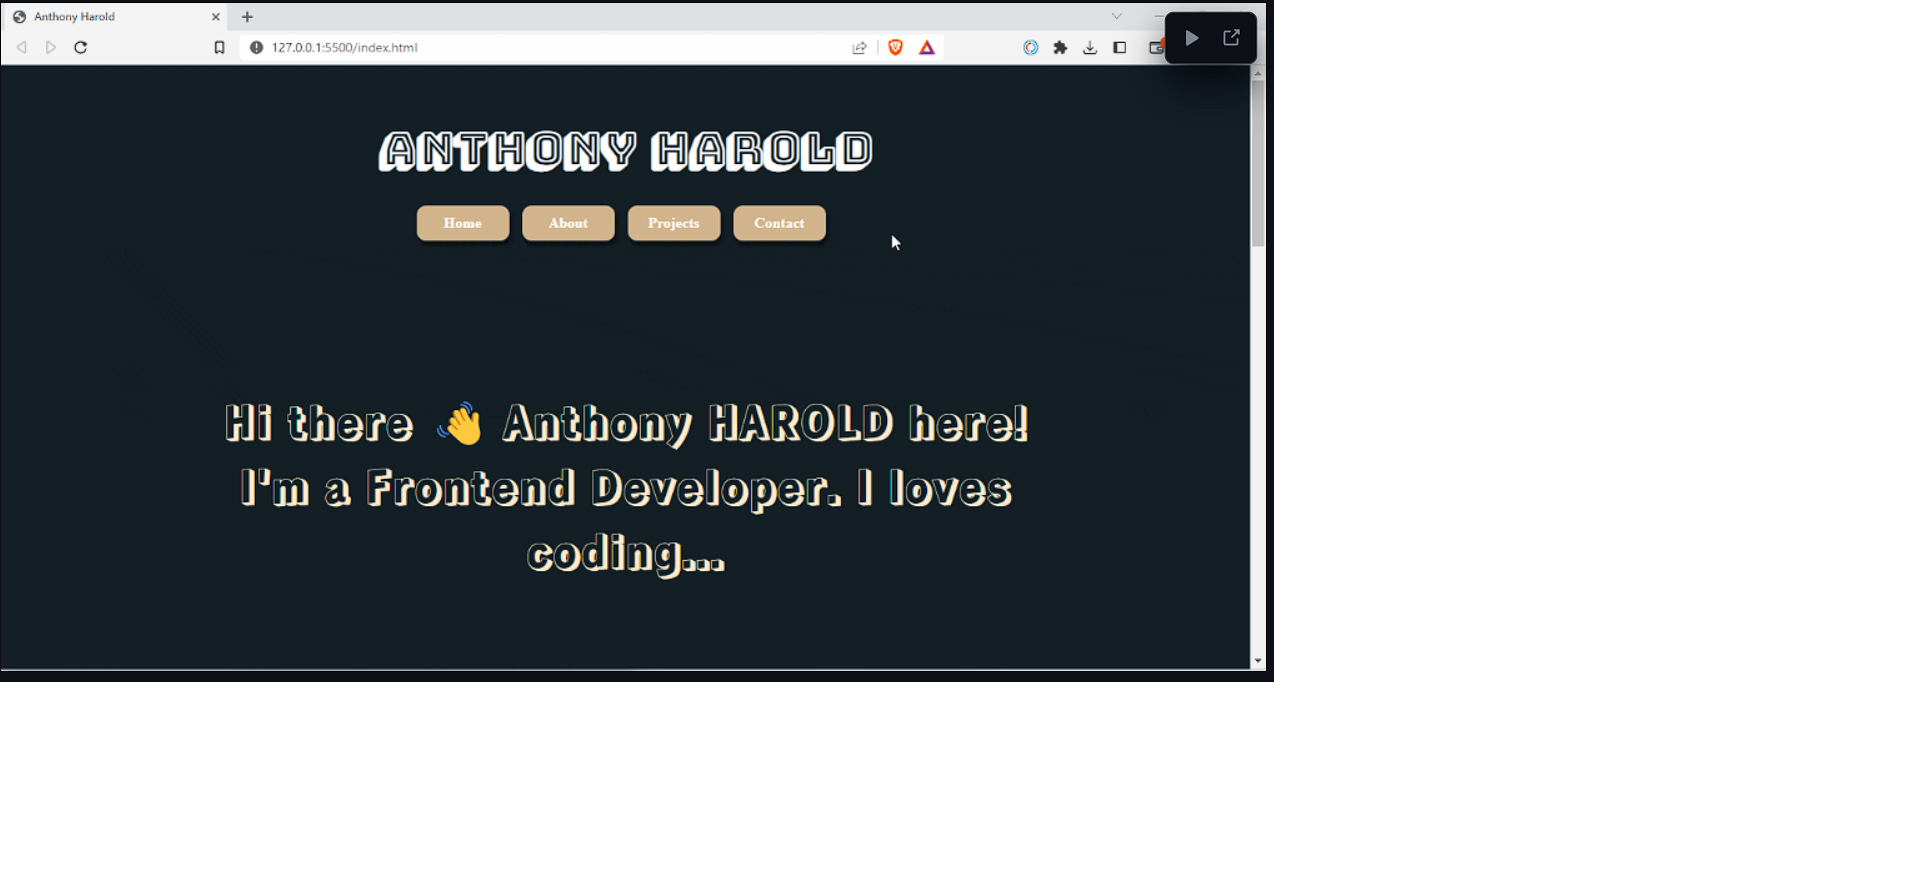 Anthony Harold
127.0.0.1:5500/index.html
ANTHONY HAROLD
Home About Projects Contact
Hi there 👋 Anthony HAROLD here!
I'm a Frontend Developer. I loves
coding...